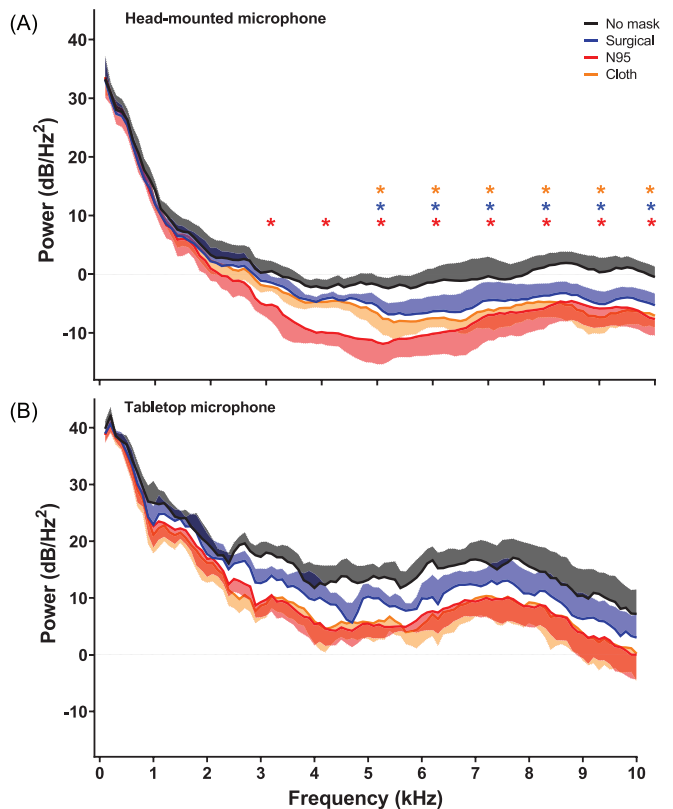 (A)
Head-mounted microphone
No mask
Surgical
N95
Cloth
Power (dB/Hz²)
40
30
20
10
0
-10
* * * * * *
* * * * * *
* * * * * * * *
(B)
Tabletop microphone
Power (dB/Hz²)
40
30
20
10
0
-10
0 1 2 3 4 5 6 7 8 9 10
Frequency (kHz)